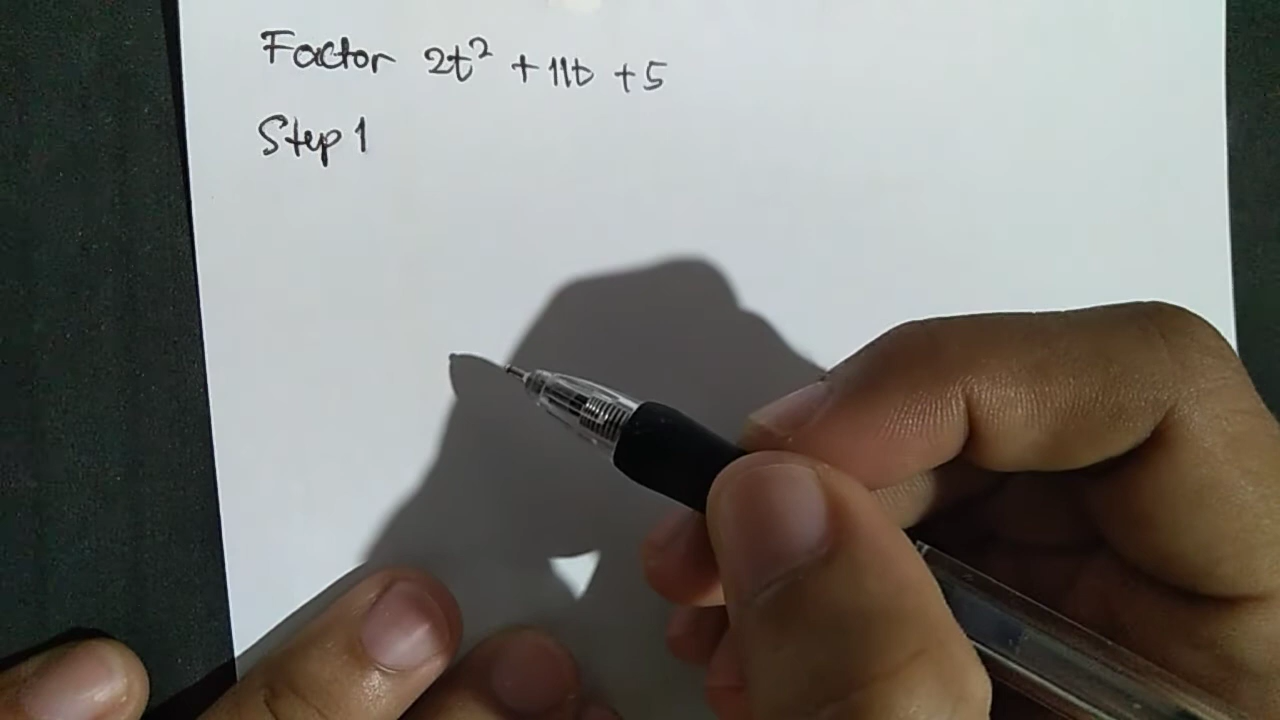 Factor 2t² + 11t + 5
Step 1